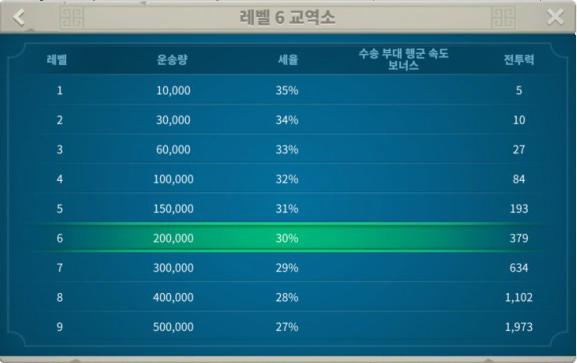 레벨 6 교역소
레벨 운송량 세율 수송 부대 행군 속도 보너스 전투력
1 10,000 35% 5
2 30,000 34% 10
3 60,000 33% 27
4 100,000 32% 84
5 150,000 31% 193
6 200,000 30% 379
7 300,000 29% 634
8 400,000 28% 1,102
9 500,000 27% 1,973